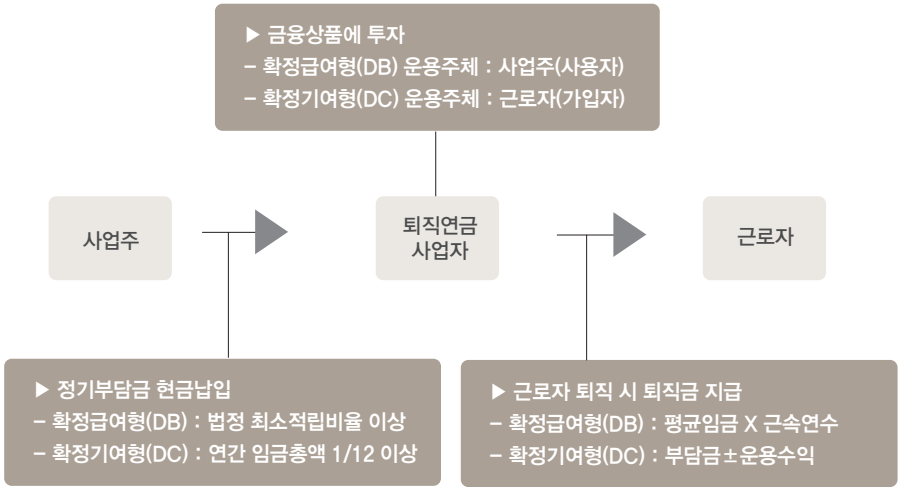 ▶ 금융상품에 투자
– 확정급여형(DB) 운용주체 : 사업주(사용자)
– 확정기여형(DC) 운용주체 : 근로자(가입자)
사업주
퇴직연금
사업자
근로자
▶ 정기부담금 현금납입
– 확정급여형(DB) : 법정 최소적립비율 이상
– 확정기여형(DC) : 연간 임금총액 1/12 이상
▶ 근로자 퇴직 시 퇴직금 지급
– 확정급여형(DB) : 평균임금 X 근속연수
– 확정기여형(DC) : 부담금±운용수익